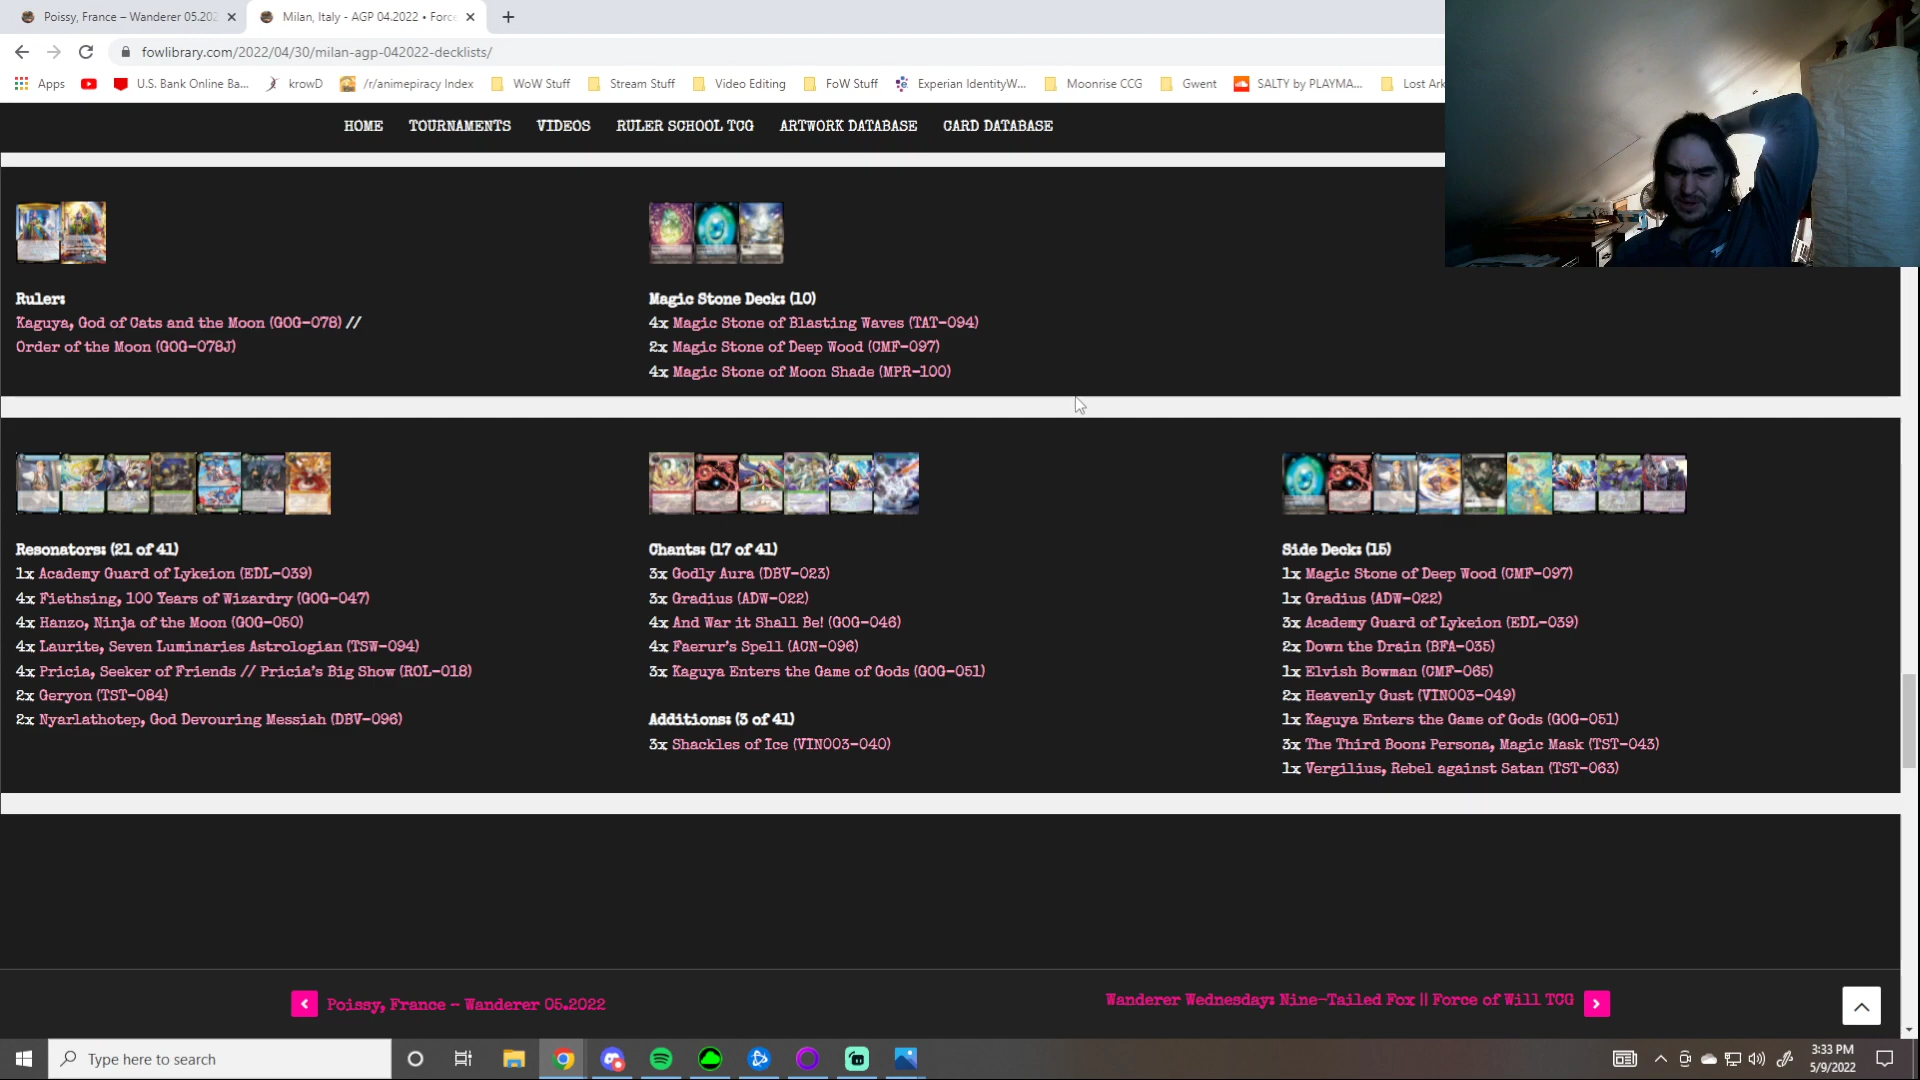 Poissy, France – Wanderer 05.202
Milan, Italy - AGP 04.2022 • Force
fowlibrary.com/2022/04/30/milan-agp-042022-decklists/
Apps
U.S. Bank Online Ba...
krowD
/r/animepiracy Index
WoW Stuff
Stream Stuff
Video Editing
FoW Stuff
Experian IdentityW...
Moonrise CCG
Gwent
SALTY by PLAYMA...
Lost Ark
HOME TOURNAMENTS VIDEOS RULER SCHOOL TCG ARTWORK DATABASE CARD DATABASE
Ruler:
Kaguya, God of Cats and the Moon (GOG-078) //
Order of the Moon (GOG-078J)
Magic Stone Deck: (10)
4x Magic Stone of Blasting Waves (TAT-094)
2x Magic Stone of Deep Wood (CMF-097)
4x Magic Stone of Moon Shade (MPR-100)
Resonators: (21 of 41)
1x Academy Guard of Lykeion (EDL-039)
4x Fiethsing, 100 Years of Wizardry (GOG-047)
4x Hanzo, Ninja of the Moon (GOG-050)
4x Laurite, Seven Luminaries Astrologian (TSW-094)
4x Pricia, Seeker of Friends // Pricia's Big Show (ROL-018)
2x Geryon (TST-084)
2x Nyarlathotep, God Devouring Messiah (DBV-096)
Chants: (17 of 41)
3x Godly Aura (DBV-023)
3x Gradius (ADW-022)
4x And War it Shall Be! (GOG-046)
4x Faerur's Spell (ACN-096)
3x Kaguya Enters the Game of Gods (GOG-051)
Additions: (3 of 41)
3x Shackles of Ice (VIN003-040)
Side Deck: (15)
1x Magic Stone of Deep Wood (CMF-097)
1x Gradius (ADW-022)
3x Academy Guard of Lykeion (EDL-039)
2x Down the Drain (BFA-035)
1x Elvish Bowman (CMF-065)
2x Heavenly Gust (VIN003-049)
1x Kaguya Enters the Game of Gods (GOG-051)
3x The Third Boon: Persona, Magic Mask (TST-043)
1x Vergilius, Rebel against Satan (TST-063)
Poissy, France – Wanderer 05.2022
Wanderer Wednesday: Nine-Tailed Fox || Force of Will TCG
Type here to search
3:33 PM
5/9/2022